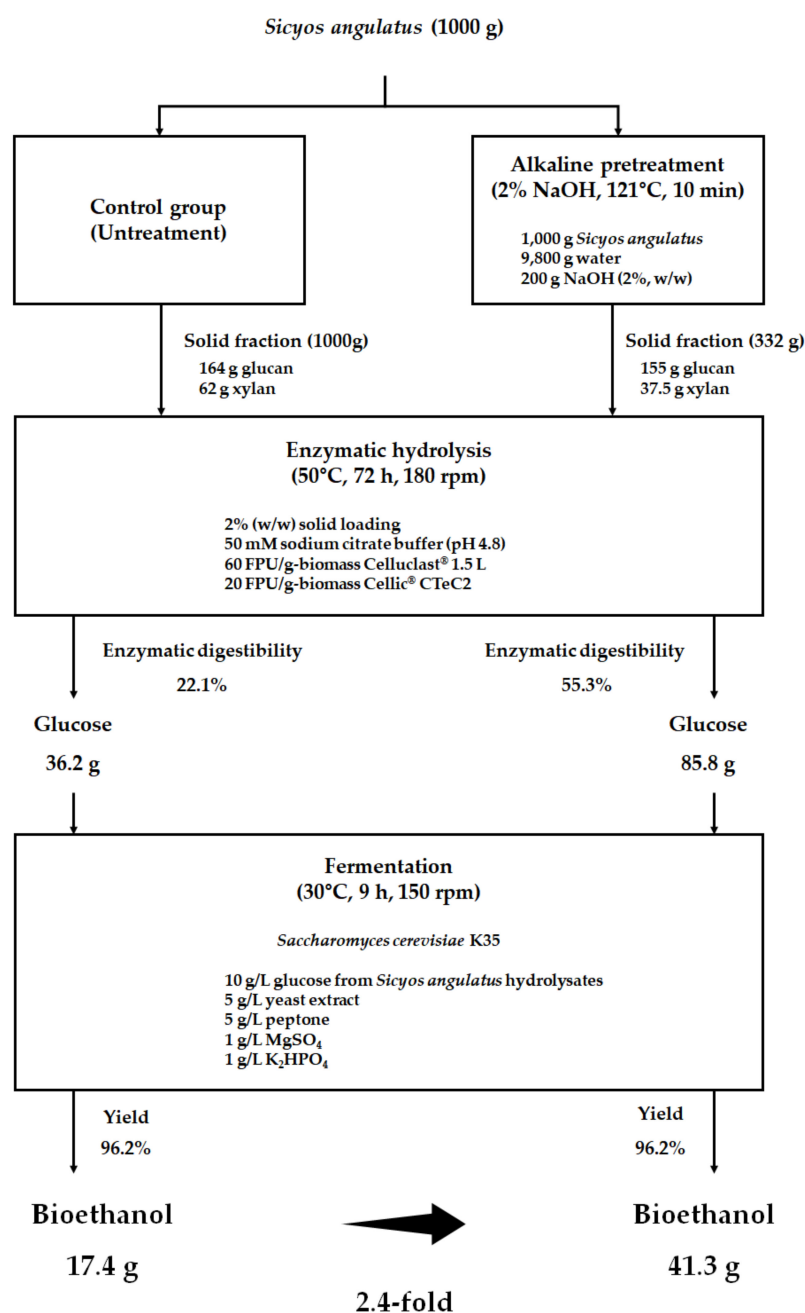 Sicyos angulatus (1000 g)
Control group
(Untreatment)
Alkaline pretreatment
(2% NaOH, 121°C, 10 min)
1,000 g Sicyos angulatus
9,800 g water
200 g NaOH (2%, w/w)
Solid fraction (1000g)
164 g glucan
62 g xylan
Solid fraction (332 g)
155 g glucan
37.5 g xylan
Enzymatic hydrolysis
(50°C, 72 h, 180 rpm)
2% (w/w) solid loading
50 mM sodium citrate buffer (pH 4.8)
60 FPU/g-biomass Celluclast® 1.5 L
20 FPU/g-biomass Cellic® CTeC2
Enzymatic digestibility
22.1%
Enzymatic digestibility
55.3%
Glucose
36.2 g
Glucose
85.8 g
Fermentation
(30°C, 9 h, 150 rpm)
Saccharomyces cerevisiae K35
10 g/L glucose from Sicyos angulatus hydrolysates
5 g/L yeast extract
5 g/L peptone
1 g/L MgSO₄
1 g/L K₂HPO₄
Yield
96.2%
Yield
96.2%
Bioethanol
17.4 g
2.4-fold
Bioethanol
41.3 g